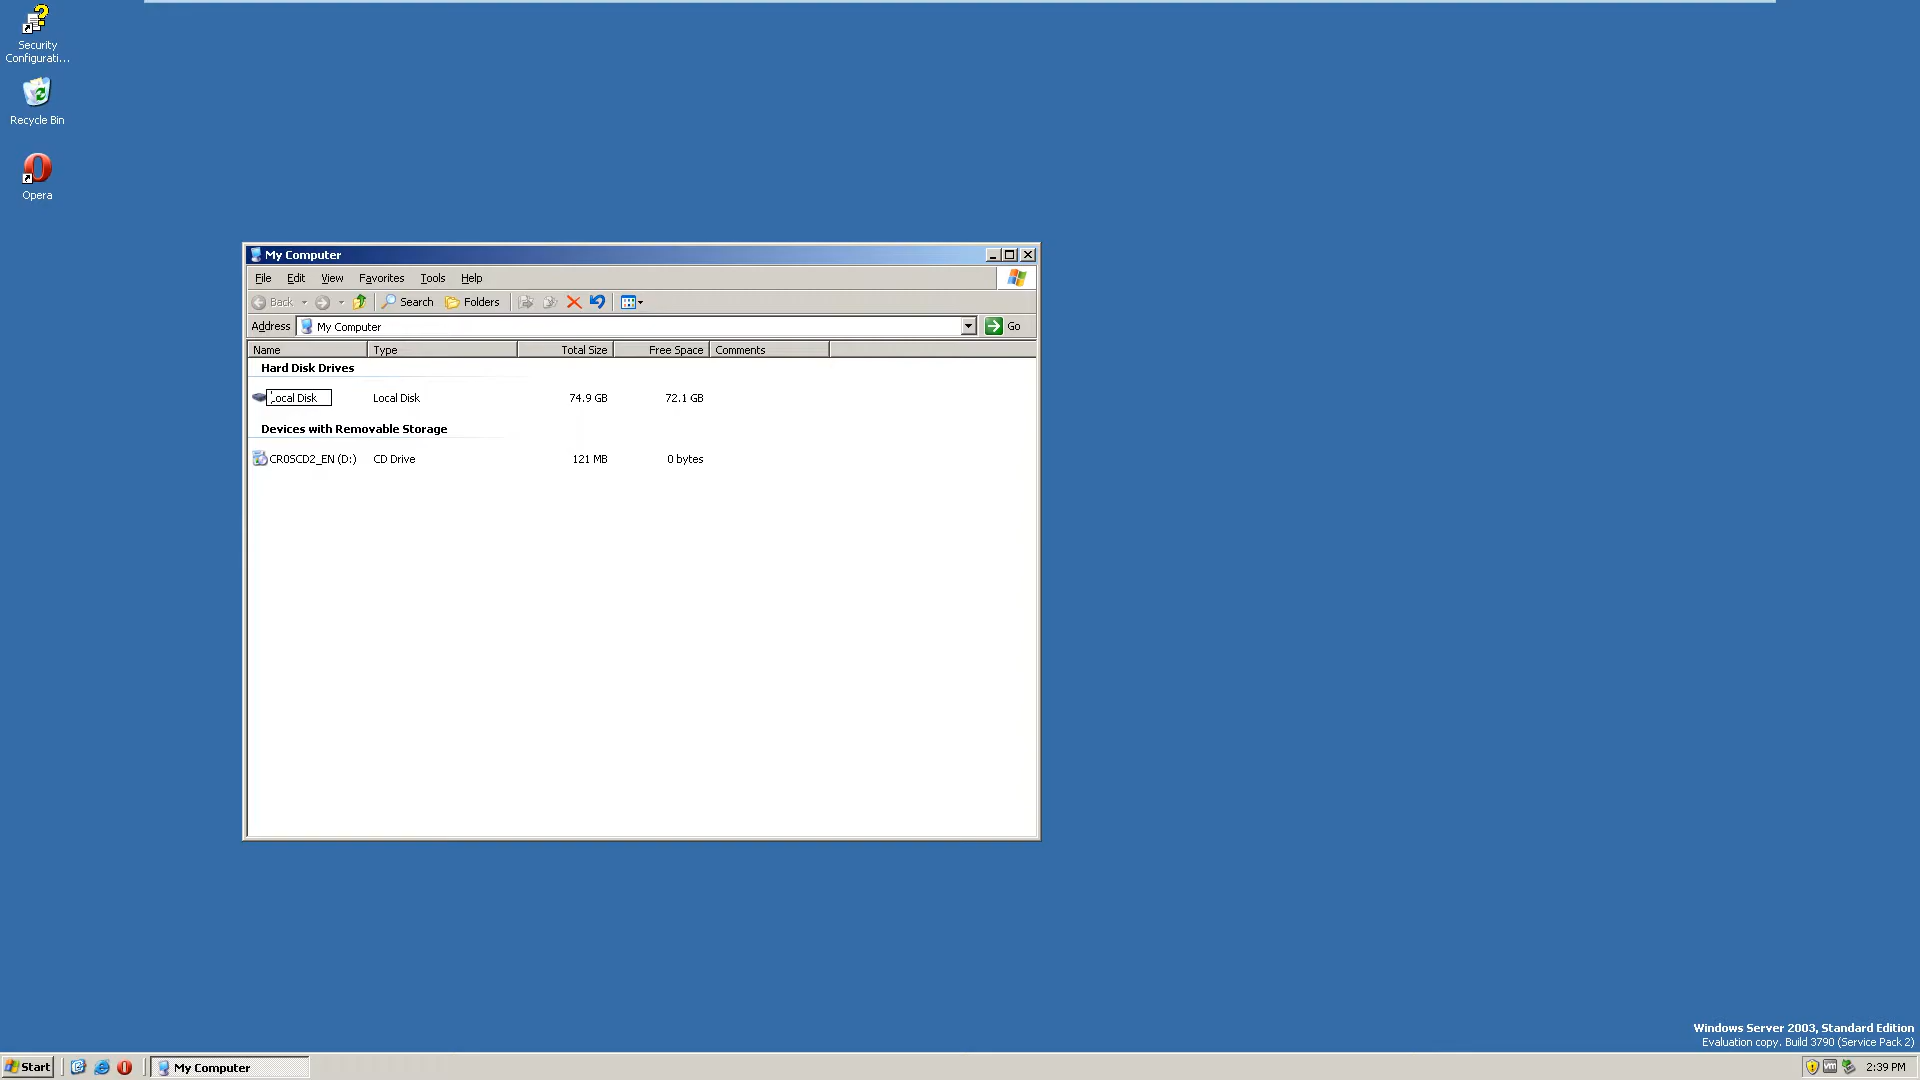 Security
Configurati...
Recycle Bin
Opera
My Computer
File Edit View Favorites Tools Help
Back Search Folders
Address My Computer Go
Name Type Total Size Free Space Comments
Hard Disk Drives
Local Disk Local Disk 74.9 GB 72.1 GB
Devices with Removable Storage
CR0SCD2_EN (D:) CD Drive 121 MB 0 bytes
Windows Server 2003, Standard Edition
Evaluation copy. Build 3790 (Service Pack 2)
Start My Computer 2:39 PM